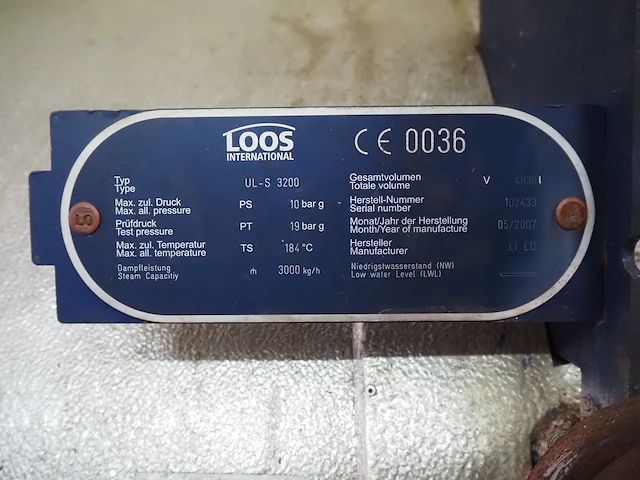 LOOS
INTERNATIONAL
CE 0036
Typ
Type
UL-S 3200
Max. zul. Druck
Max. all. pressure
PS 10 bar g
Prüfdruck
Test pressure
PT 19 bar g
Max. zul. Temperatur
Max. all. temperature
TS 184 °C
Dampfleistung
Steam Capacitiy
ṁ 3000 kg/h
Gesamtvolumen
Totale volume
V 4830 l
Herstell-Nummer
Serial number
102433
Monat/Jahr der Herstellung
Month/Year of manufacture
05/2007
Hersteller
Manufacturer
LI LD
Niedrigstwasserstand (NW)
Low water Level (LWL)